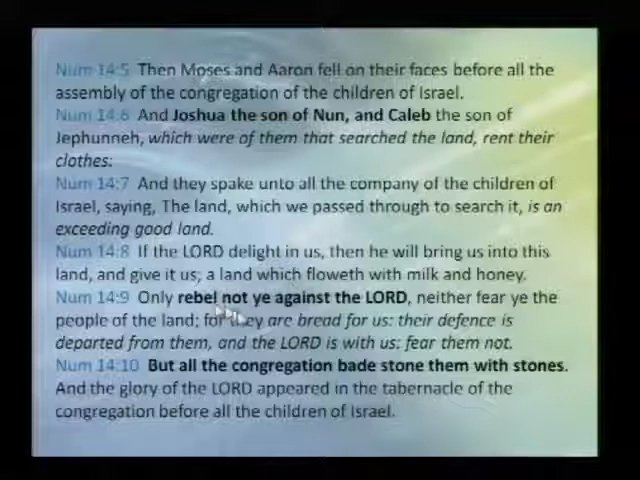 Num 14:5 Then Moses and Aaron fell on their faces before all the
assembly of the congregation of the children of Israel.
Num 14:6 And Joshua the son of Nun, and Caleb the son of
Jephunneh, which were of them that searched the land, rent their
clothes:
Num 14:7 And they spake unto all the company of the children of
Israel, saying, The land, which we passed through to search it, is an
exceeding good land.
Num 14:8 If the LORD delight in us, then he will bring us into this
land, and give it us; a land which floweth with milk and honey.
Num 14:9 Only rebel not ye against the LORD, neither fear ye the
people of the land; for they are bread for us: their defence is
departed from them, and the LORD is with us: fear them not.
Num 14:10 But all the congregation bade stone them with stones.
And the glory of the LORD appeared in the tabernacle of the
congregation before all the children of Israel.